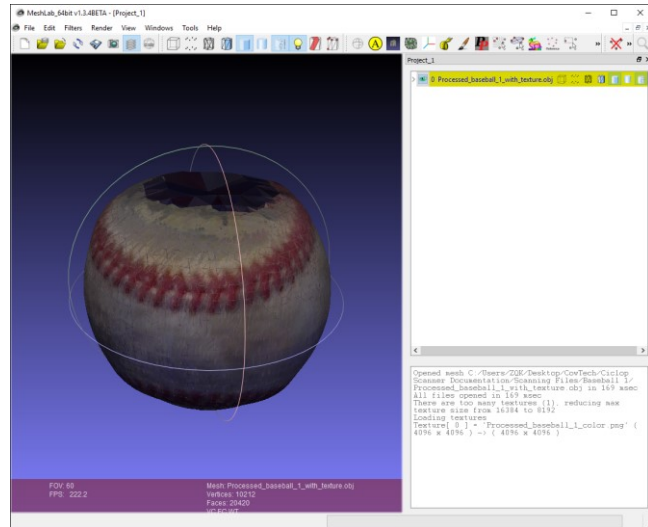 MeshLab_64bit v1.3.4BETA - [Project_1]
File Edit Filters Render View Windows Tools Help
Project_1
0 Processed_baseball_1_with_texture.obj
Opened mesh C:/Users/ZQK/Desktop/CowTech/Ciclop
Scanner Documentation/Scanning Files/Baseball 1/
Processed_baseball_1_with_texture.obj in 169 msec
All files opened in 169 msec
There are too many textures (1), reducing max
texture size from 16384 to 8192
Loading textures
Texture[ 0 ] = 'Processed_baseball_1_color.png' (
4096 x 4096 ) -> ( 4096 x 4096 )
FOV: 60
FPS: 222.2
Mesh: Processed_baseball_1_with_texture.obj
Vertices: 10212
Faces: 20420
VC FC WT